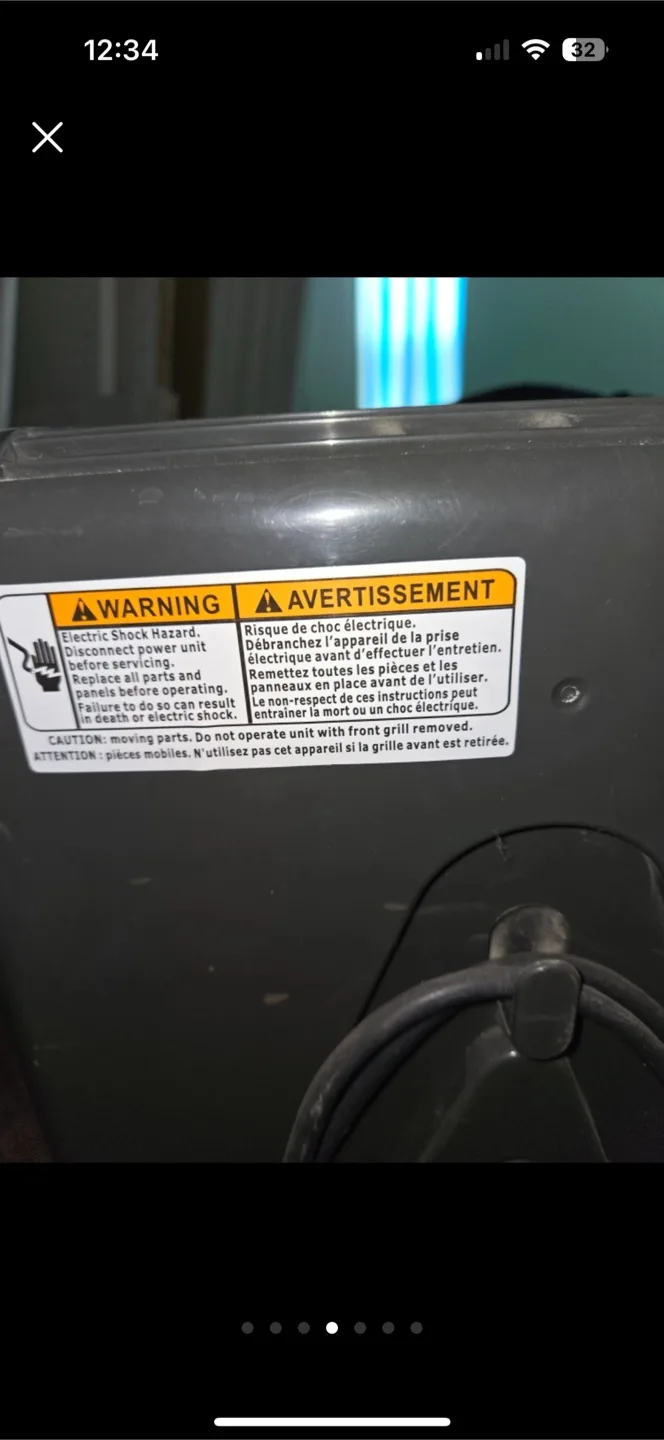 12:34
32
WARNING
Electric Shock Hazard.
Disconnect power unit
before servicing.
Replace all parts and
panels before operating.
Failure to do so can result
in death or electric shock.
AVERTISSEMENT
Risque de choc électrique.
Débranchez l'appareil de la prise
électrique avant d'effectuer l'entretien.
Remettez toutes les pièces et les
panneaux en place avant de l'utiliser.
Le non-respect de ces instructions peut
entraîner la mort ou un choc électrique.
CAUTION: moving parts. Do not operate unit with front grill removed.
ATTENTION : pièces mobiles. N'utilisez pas cet appareil si la grille avant est retirée.